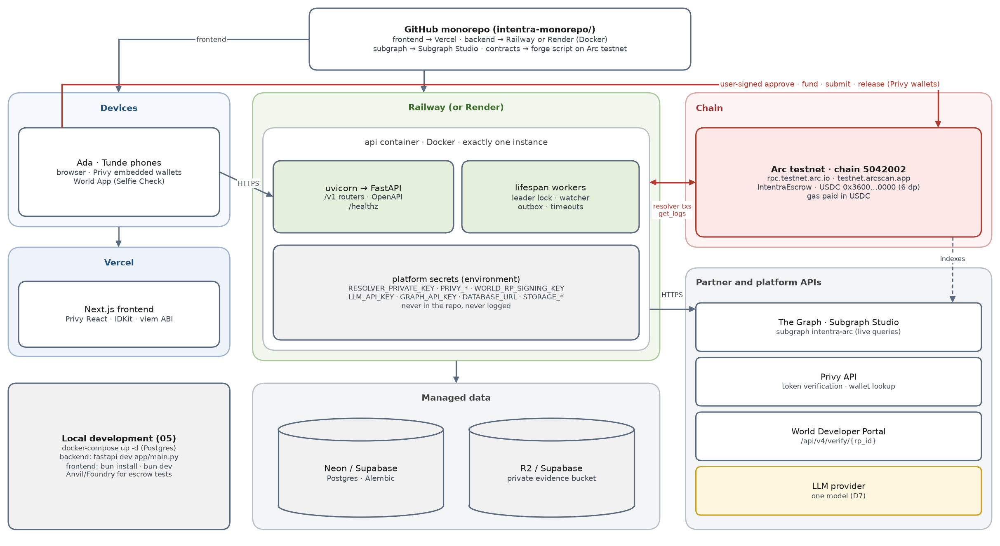 GitHub monorepo (intentra-monorepo/)
frontend → Vercel · backend → Railway or Render (Docker)
subgraph → Subgraph Studio · contracts → forge script on Arc testnet
frontend
user-signed approve · fund · submit · release (Privy wallets)
Devices
Ada · Tunde phones
browser · Privy embedded wallets
World App (Selfie Check)
HTTPS
Vercel
Next.js frontend
Privy React · IDKit · viem ABI
Local development (05)
docker-compose up -d (Postgres)
backend: fastapi dev app/main.py
frontend: bun install · bun dev
Anvil/Foundry for escrow tests
Railway (or Render)
api container · Docker · exactly one instance
uvicorn → FastAPI
/v1 routers · OpenAPI
/healthz
lifespan workers
leader lock · watcher
outbox · timeouts
platform secrets (environment)
RESOLVER_PRIVATE_KEY · PRIVY_* · WORLD_RP_SIGNING_KEY
LLM_API_KEY · GRAPH_API_KEY · DATABASE_URL · STORAGE_*
never in the repo, never logged
Managed data
Neon / Supabase
Postgres · Alembic
R2 / Supabase
private evidence bucket
resolver txs
get_logs
HTTPS
Chain
Arc testnet · chain 5042002
rpc.testnet.arc.io · testnet.arcscan.app
IntentraEscrow · USDC 0x3600…0000 (6 dp)
gas paid in USDC
indexes
Partner and platform APIs
The Graph · Subgraph Studio
subgraph intentra-arc (live queries)
Privy API
token verification · wallet lookup
World Developer Portal
/api/v4/verify/{rp_id}
LLM provider
one model (D7)